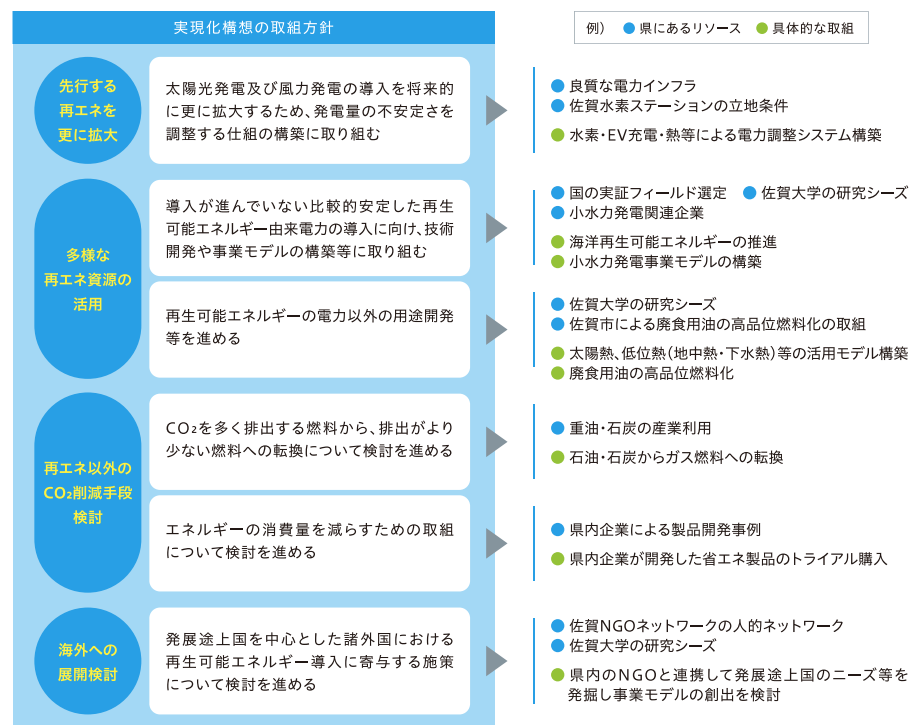 実現化構想の取組方針
例) ●県にあるリソース ●具体的な取組
先行する
再エネを
更に拡大
太陽光発電及び風力発電の導入を将来的
に更に拡大するため、発電量の不安定さを
調整する仕組の構築に取り組む
●良質な電力インフラ
●佐賀水素ステーションの立地条件
●水素・EV充電・熱等による電力調整システム構築
多様な
再エネ資源の
活用
導入が進んでいない比較的安定した再生
可能エネルギー由来電力の導入に向け、技術
開発や事業モデルの構築等に取り組む
●国の実証フィールド選定 ●佐賀大学の研究シーズ
●小水力発電関連企業
●海洋再生可能エネルギーの推進
●小水力発電事業モデルの構築
再生可能エネルギーの電力以外の用途開発
等を進める
●佐賀大学の研究シーズ
●佐賀市による廃食用油の高品位燃料化の取組
●太陽熱、低位熱(地中熱・下水熱)等の活用モデル構築
●廃食用油の高品位燃料化
再エネ以外の
CO₂削減手段
検討
CO₂を多く排出する燃料から、排出がより
少ない燃料への転換について検討を進める
●重油・石炭の産業利用
●石油・石炭からガス燃料への転換
エネルギーの消費量を減らすための取組
について検討を進める
●県内企業による製品開発事例
●県内企業が開発した省エネ製品のトライアル購入
海外への
展開検討
発展途上国を中心とした諸外国における
再生可能エネルギー導入に寄与する施策
について検討を進める
●佐賀NGOネットワークの人的ネットワーク
●佐賀大学の研究シーズ
●県内のNGOと連携して発展途上国のニーズ等を
発掘し事業モデルの創出を検討